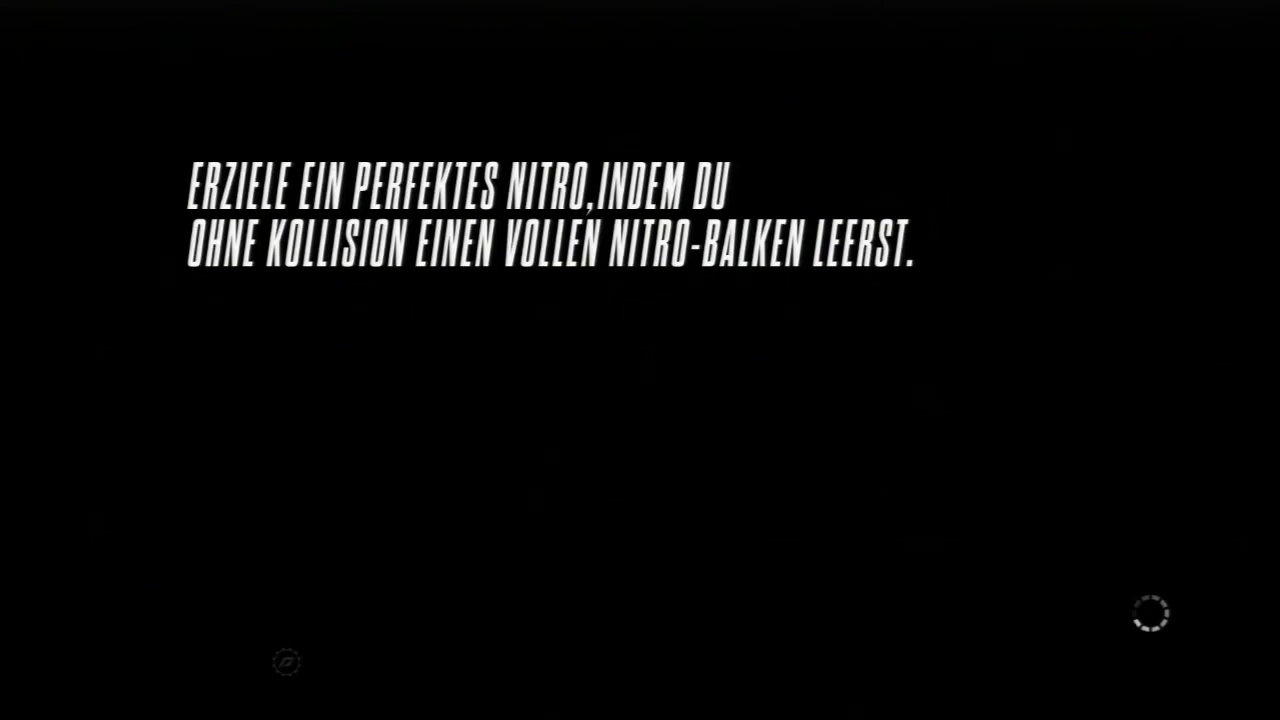 ERZIELE EIN PERFEKTES NITRO,INDEM DU
OHNE KOLLISION EINEN VOLLEN NITRO-BALKEN LEERST.